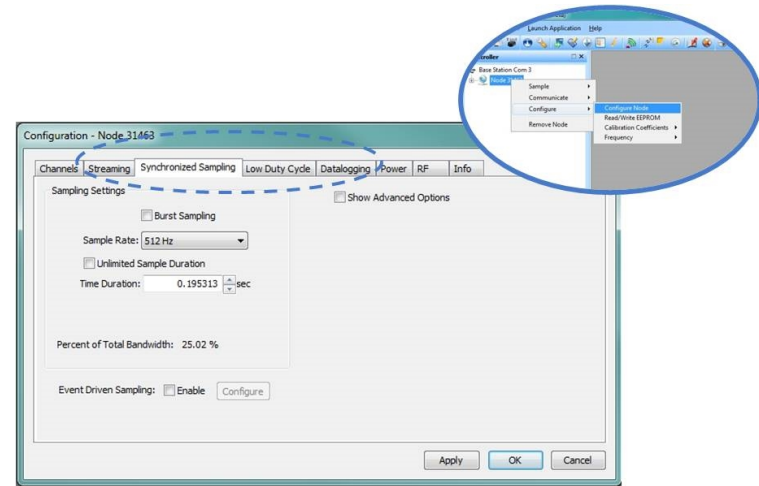 Launch Application Help
Base Station Com 3
Sample
Communicate
Configure
Remove Node
Configure Node
Read/Write EEPROM
Calibration Coefficients
Frequency
Configuration - Node 31463
Channels Streaming Synchronized Sampling Low Duty Cycle Datalogging Power RF Info
Sampling Settings
Show Advanced Options
Burst Sampling
Sample Rate: 512 Hz
Unlimited Sample Duration
Time Duration: 0.195313 sec
Percent of Total Bandwidth: 25.02 %
Event Driven Sampling: Enable Configure
Apply OK Cancel